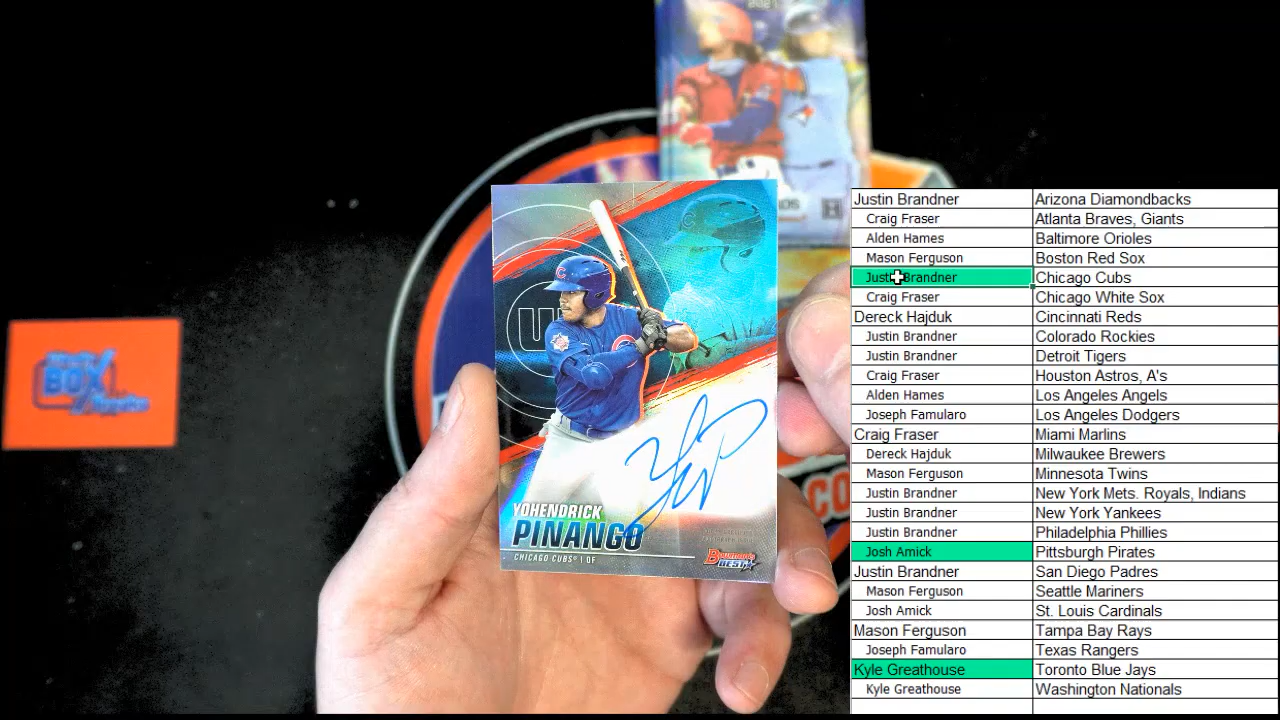 2021
BOX
YOHENDRICK
PINANGO
CHICAGO CUBS® | OF
Bowman's
BEST
CO
Justin Brandner Arizona Diamondbacks
Craig Fraser Atlanta Braves, Giants
Alden Hames Baltimore Orioles
Mason Ferguson Boston Red Sox
Justin Brandner Chicago Cubs
Craig Fraser Chicago White Sox
Dereck Hajduk Cincinnati Reds
Justin Brandner Colorado Rockies
Justin Brandner Detroit Tigers
Craig Fraser Houston Astros, A's
Alden Hames Los Angeles Angels
Joseph Famularo Los Angeles Dodgers
Craig Fraser Miami Marlins
Dereck Hajduk Milwaukee Brewers
Mason Ferguson Minnesota Twins
Justin Brandner New York Mets. Royals, Indians
Justin Brandner New York Yankees
Justin Brandner Philadelphia Phillies
Josh Amick Pittsburgh Pirates
Justin Brandner San Diego Padres
Mason Ferguson Seattle Mariners
Josh Amick St. Louis Cardinals
Mason Ferguson Tampa Bay Rays
Joseph Famularo Texas Rangers
Kyle Greathouse Toronto Blue Jays
Kyle Greathouse Washington Nationals